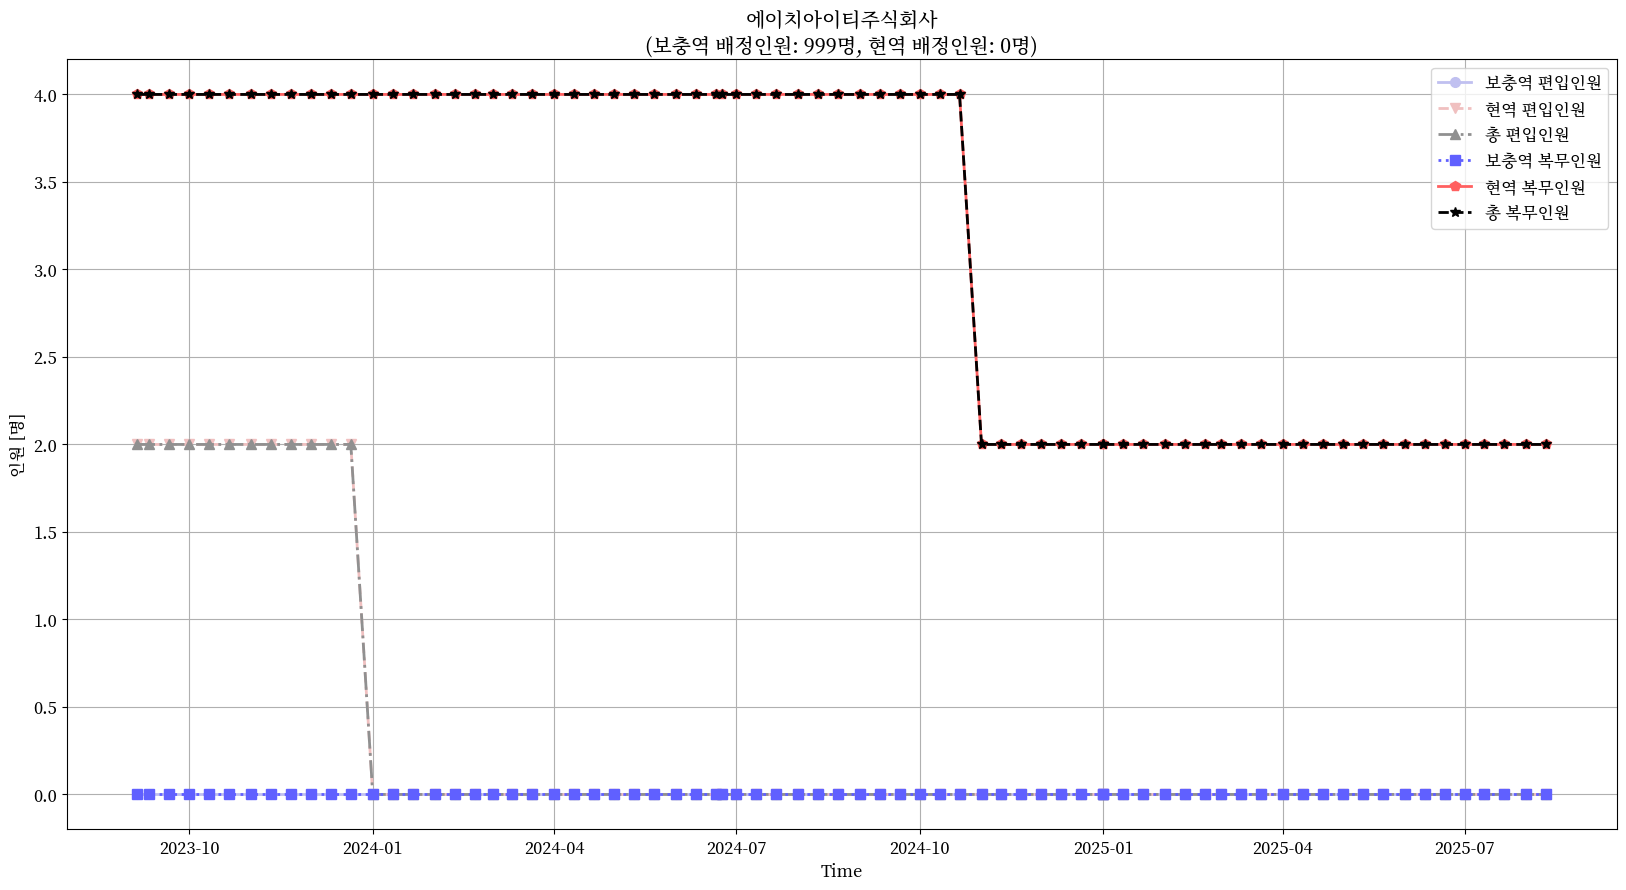 에이치아이티주식회사
(보충역 배정인원: 999명, 현역 배정인원: 0명)
보충역 편입인원
현역 편입인원
총 편입인원
보충역 복무인원
현역 복무인원
총 복무인원
인원 [명]
4.0
3.5
3.0
2.5
2.0
1.5
1.0
0.5
0.0
2023-10 2024-01 2024-04 2024-07 2024-10 2025-01 2025-04 2025-07
Time